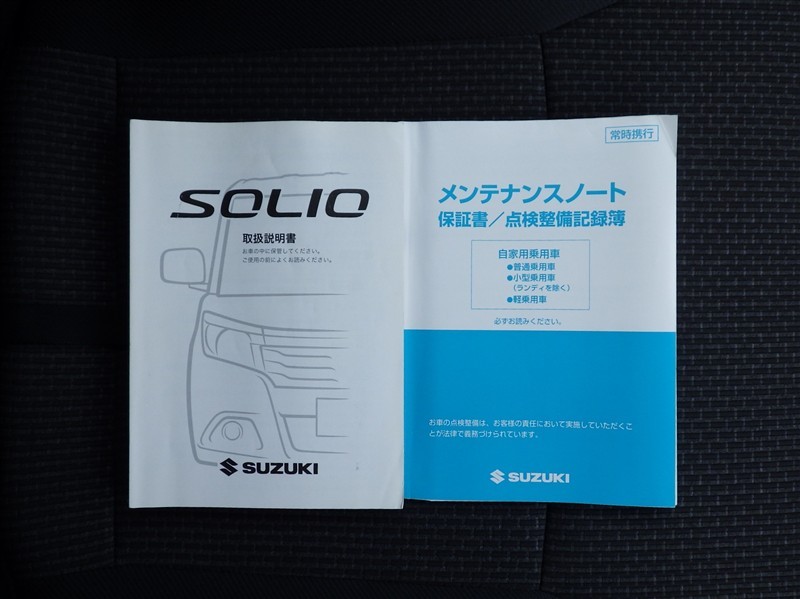 SOLIO
取扱説明書
お車の中に保管してください。
ご使用の前によくお読みください。
SUZUKI
常時携行
メンテナンスノート
保証書／点検整備記録簿
自家用乗用車
●普通乗用車
●小型乗用車
（ランディを除く）
●軽乗用車
必ずお読みください。
お車の点検整備は、お客様の責任において実施していただくこ
とが法律で義務づけられています。
SUZUKI